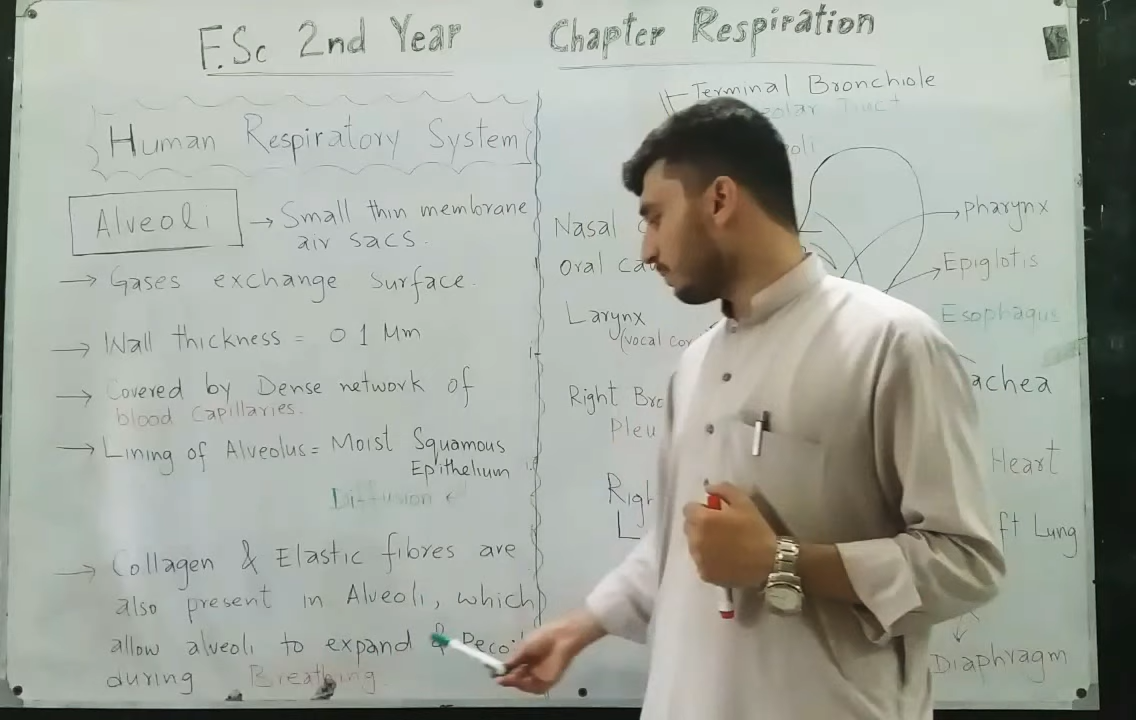 F.Sc 2nd Year
Chapter Respiration
Human Respiratory System
Alveoli → Small thin membrane
air sacs.
→ Gases exchange surface.
→ Wall thickness = 0 1 Mm
→ Covered by Dense network of
blood Capillaries.
→ Lining of Alveolus = Moist Squamous
Epithelium
Diffusion
→ Collagen & Elastic fibres are
also present in Alveoli, which
allow alveoli to expand &
during Breathing
Terminal Bronchiole
Nasal
Oral
Larynx
(vocal
Right
Pharynx
Epiglotis
Esophagus
Heart
Lung
Diaphragm